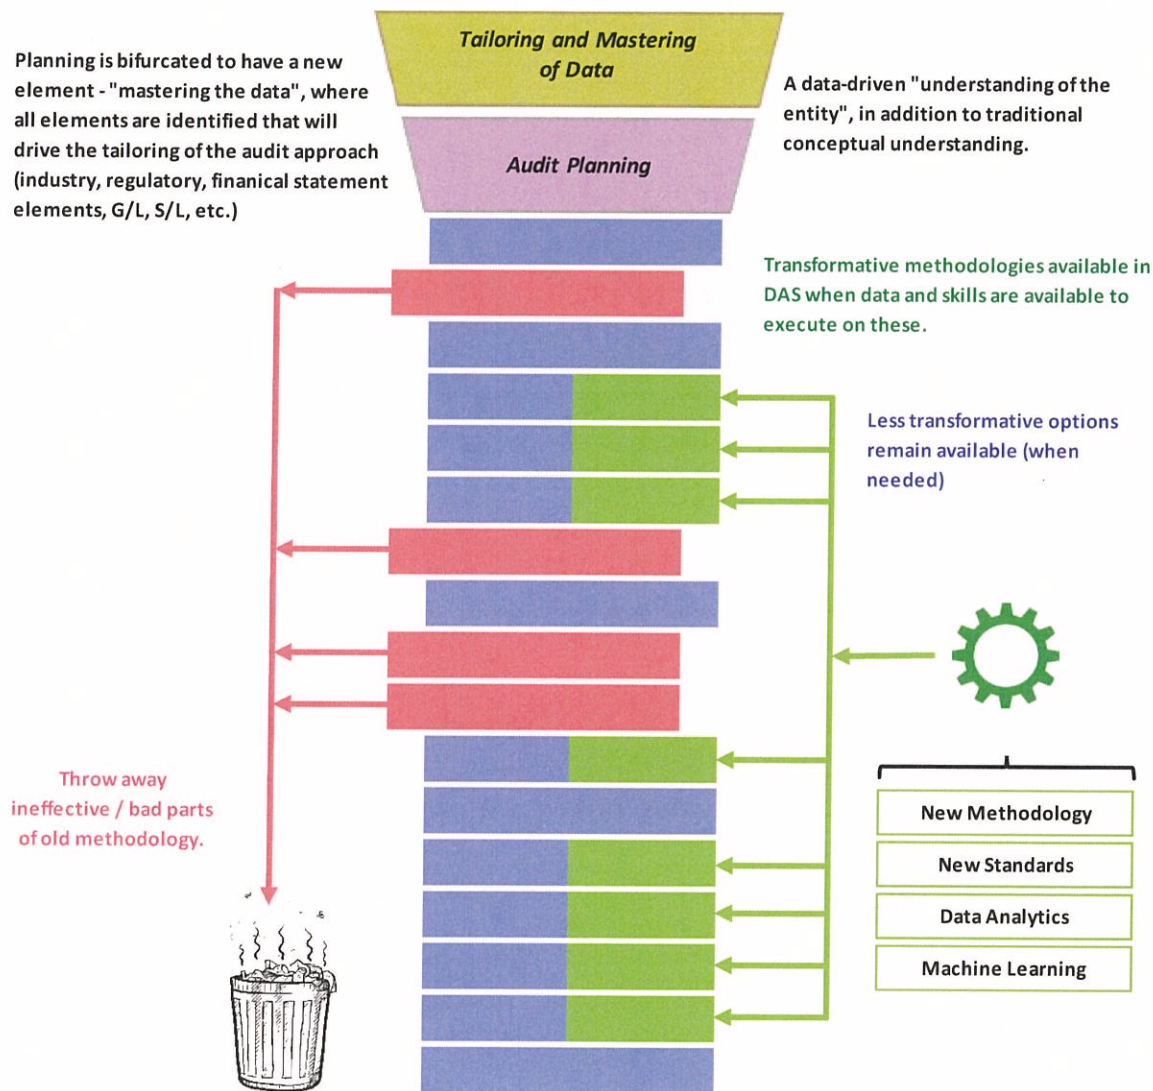 Tailoring and Mastering
of Data
Planning is bifurcated to have a new
element - "mastering the data", where
all elements are identified that will
drive the tailoring of the audit approach
(industry, regulatory, finanical statement
elements, G/L, S/L, etc.)
A data-driven "understanding of the
entity", in addition to traditional
conceptual understanding.
Audit Planning
Transformative methodologies available in
DAS when data and skills are available to
execute on these.
Less transformative options
remain available (when
needed)
Throw away
ineffective / bad parts
of old methodology.
New Methodology
New Standards
Data Analytics
Machine Learning